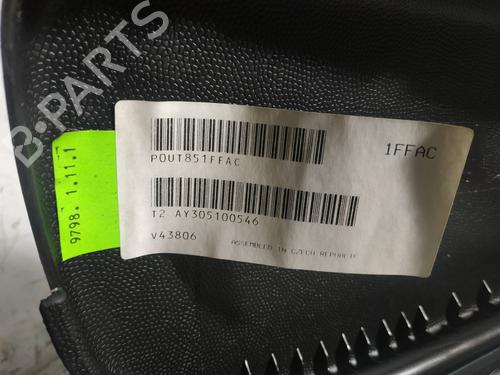 B-PARTS
9798. 1.11.1
1FFAC
POUT851FFAC
T2 AY305100546
v43806
ASSEMBLED IN CZECH REPUBLIC